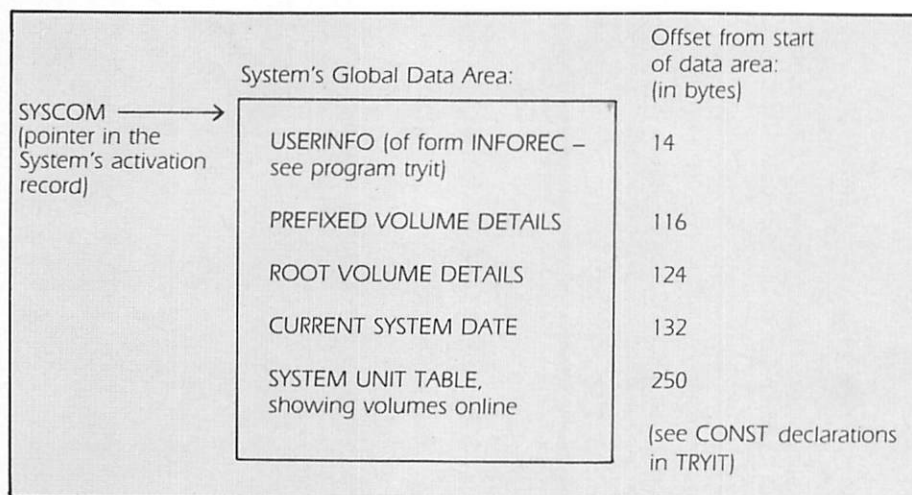 Offset from start
of data area:
(in bytes)
System's Global Data Area:
SYSCOM
(pointer in the
System's activation
record)
USERINFO (of form INFOREC –
see program tryit)
14
PREFIXED VOLUME DETAILS
116
ROOT VOLUME DETAILS
124
CURRENT SYSTEM DATE
132
SYSTEM UNIT TABLE,
showing volumes online
250
(see CONST declarations
in TRYIT)